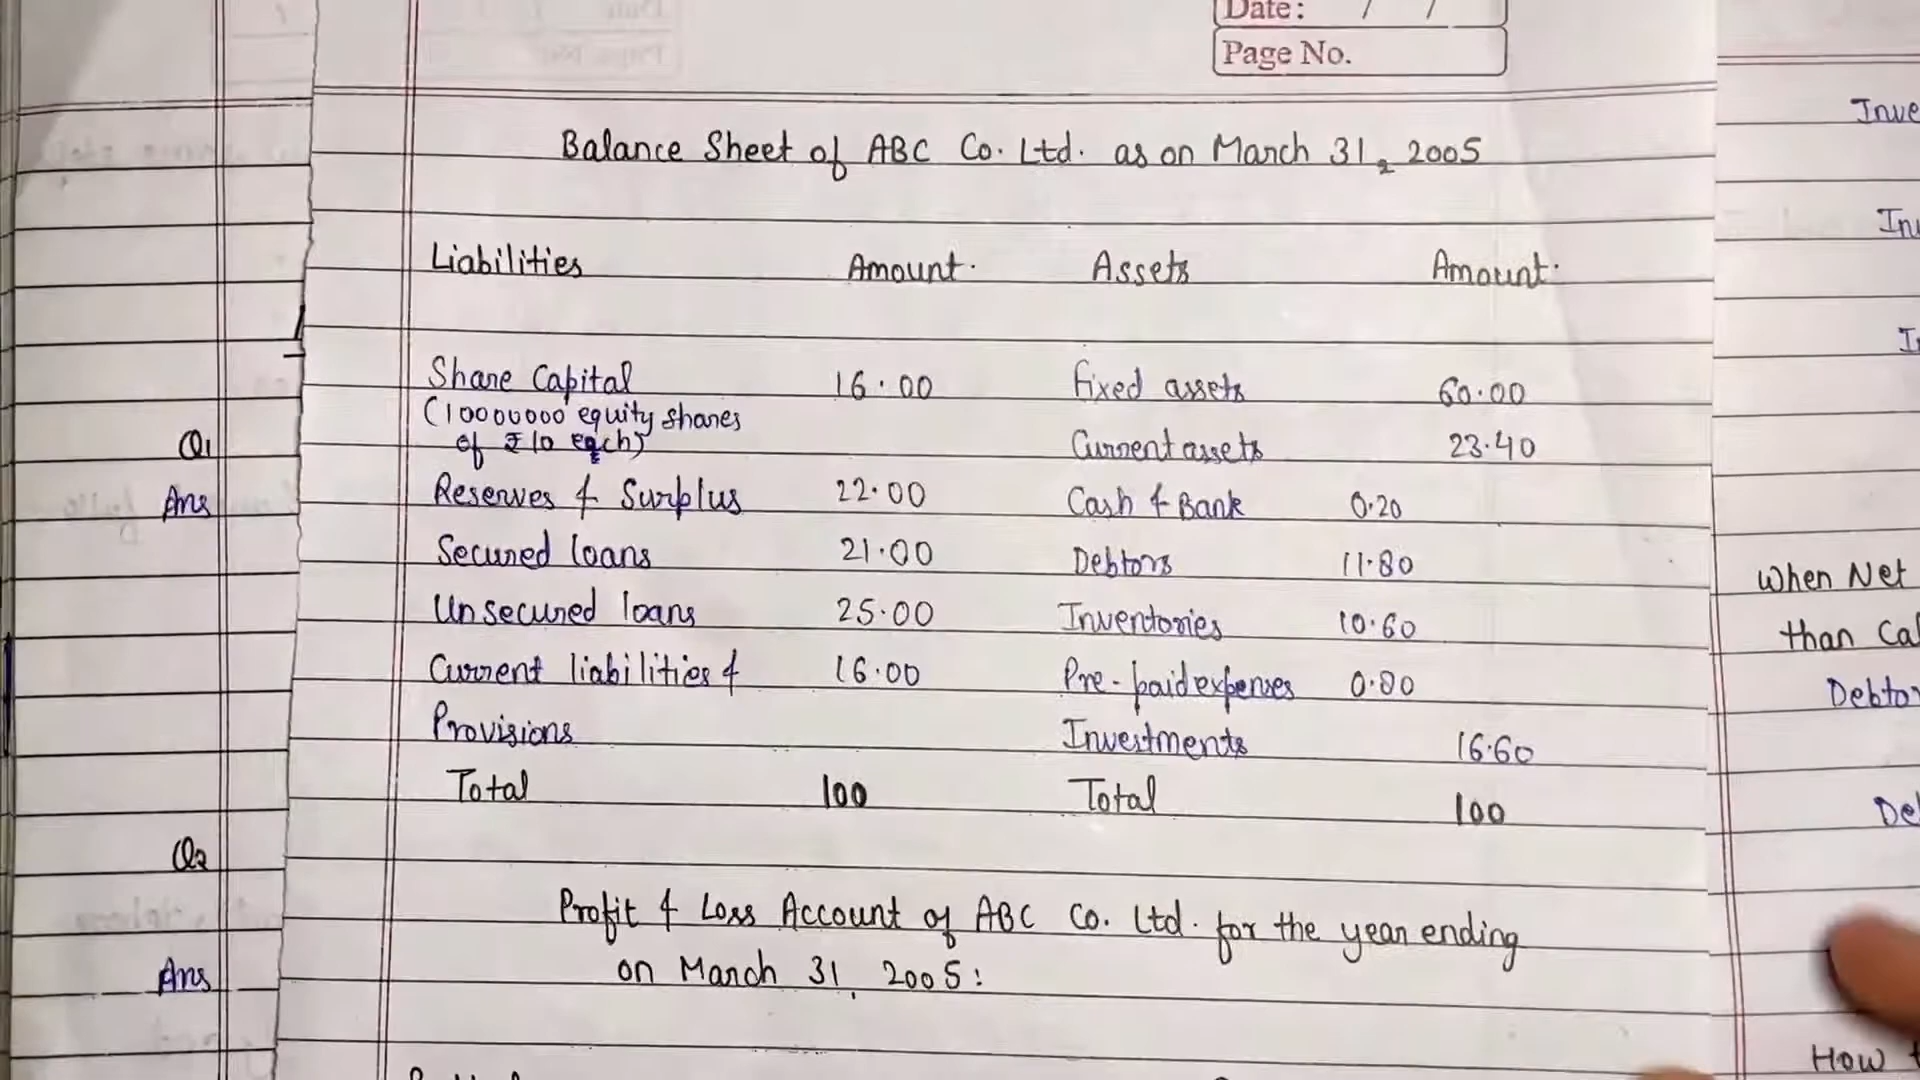 Date: / /
Page No.
Balance Sheet of ABC Co. Ltd. as on March 31, 2005
Liabilities Amount. Assets Amount.
Share Capital 16.00 Fixed assets 60.00
(10000000 equity shares
of ₹10 each)
Current assets 23.40
Reserves & Surplus 22.00 Cash & Bank 0.20
Secured loans 21.00 Debtors 11.80
Unsecured loans 25.00 Inventories 10.60
Current liabilities & 16.00 Pre-paid expenses 0.80
Provisions Investments 16.60
Total 100 Total 100
Profit & Loss Account of ABC Co. Ltd. for the year ending
on March 31, 2005:
Q1
Ans
Q2
Ans
Inve
In
I
When Net
than Cal
Debtor
Del
How t